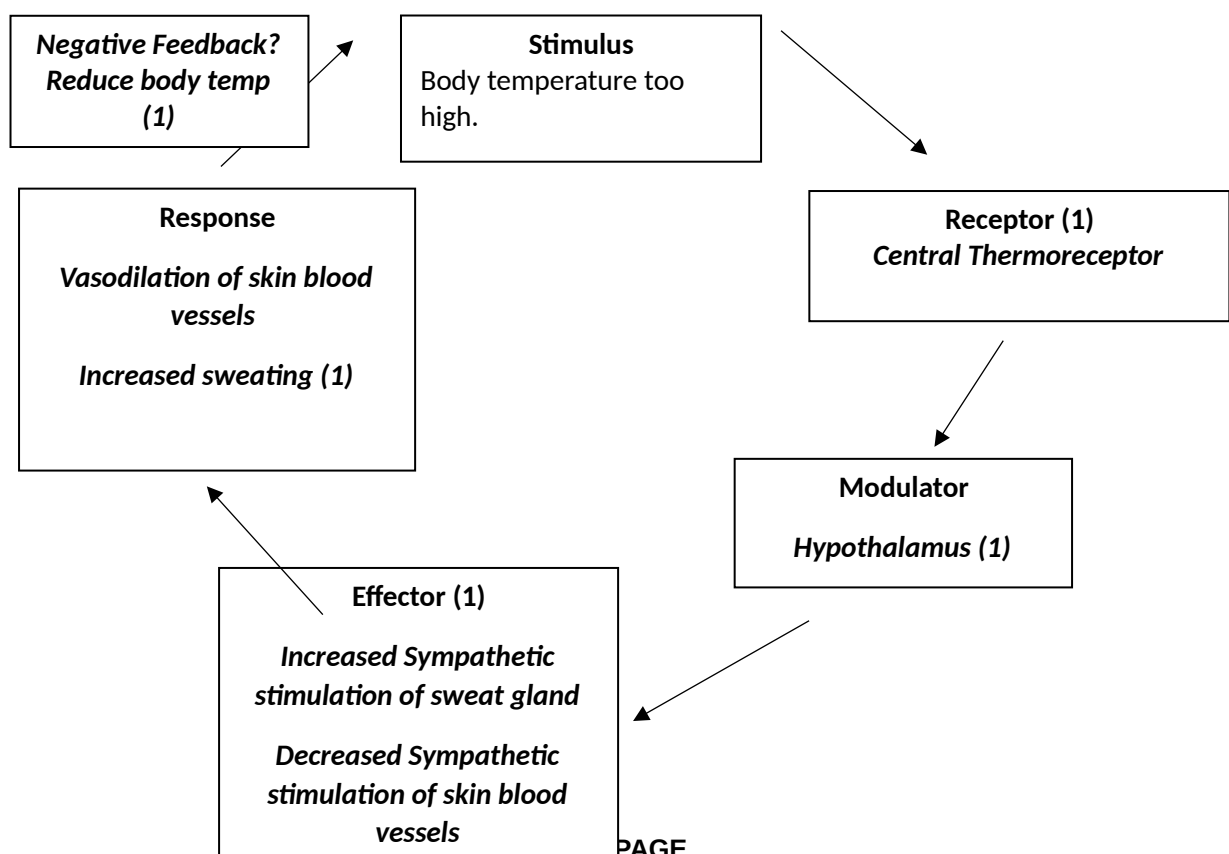 Negative Feedback?
Reduce body temp
(1)
Stimulus
Body temperature too
high.
Receptor (1)
Central Thermoreceptor
Modulator
Hypothalamus (1)
Effector (1)
Increased Sympathetic
stimulation of sweat gland
Decreased Sympathetic
stimulation of skin blood
vessels
Response
Vasodilation of skin blood
vessels
Increased sweating (1)
PAGE